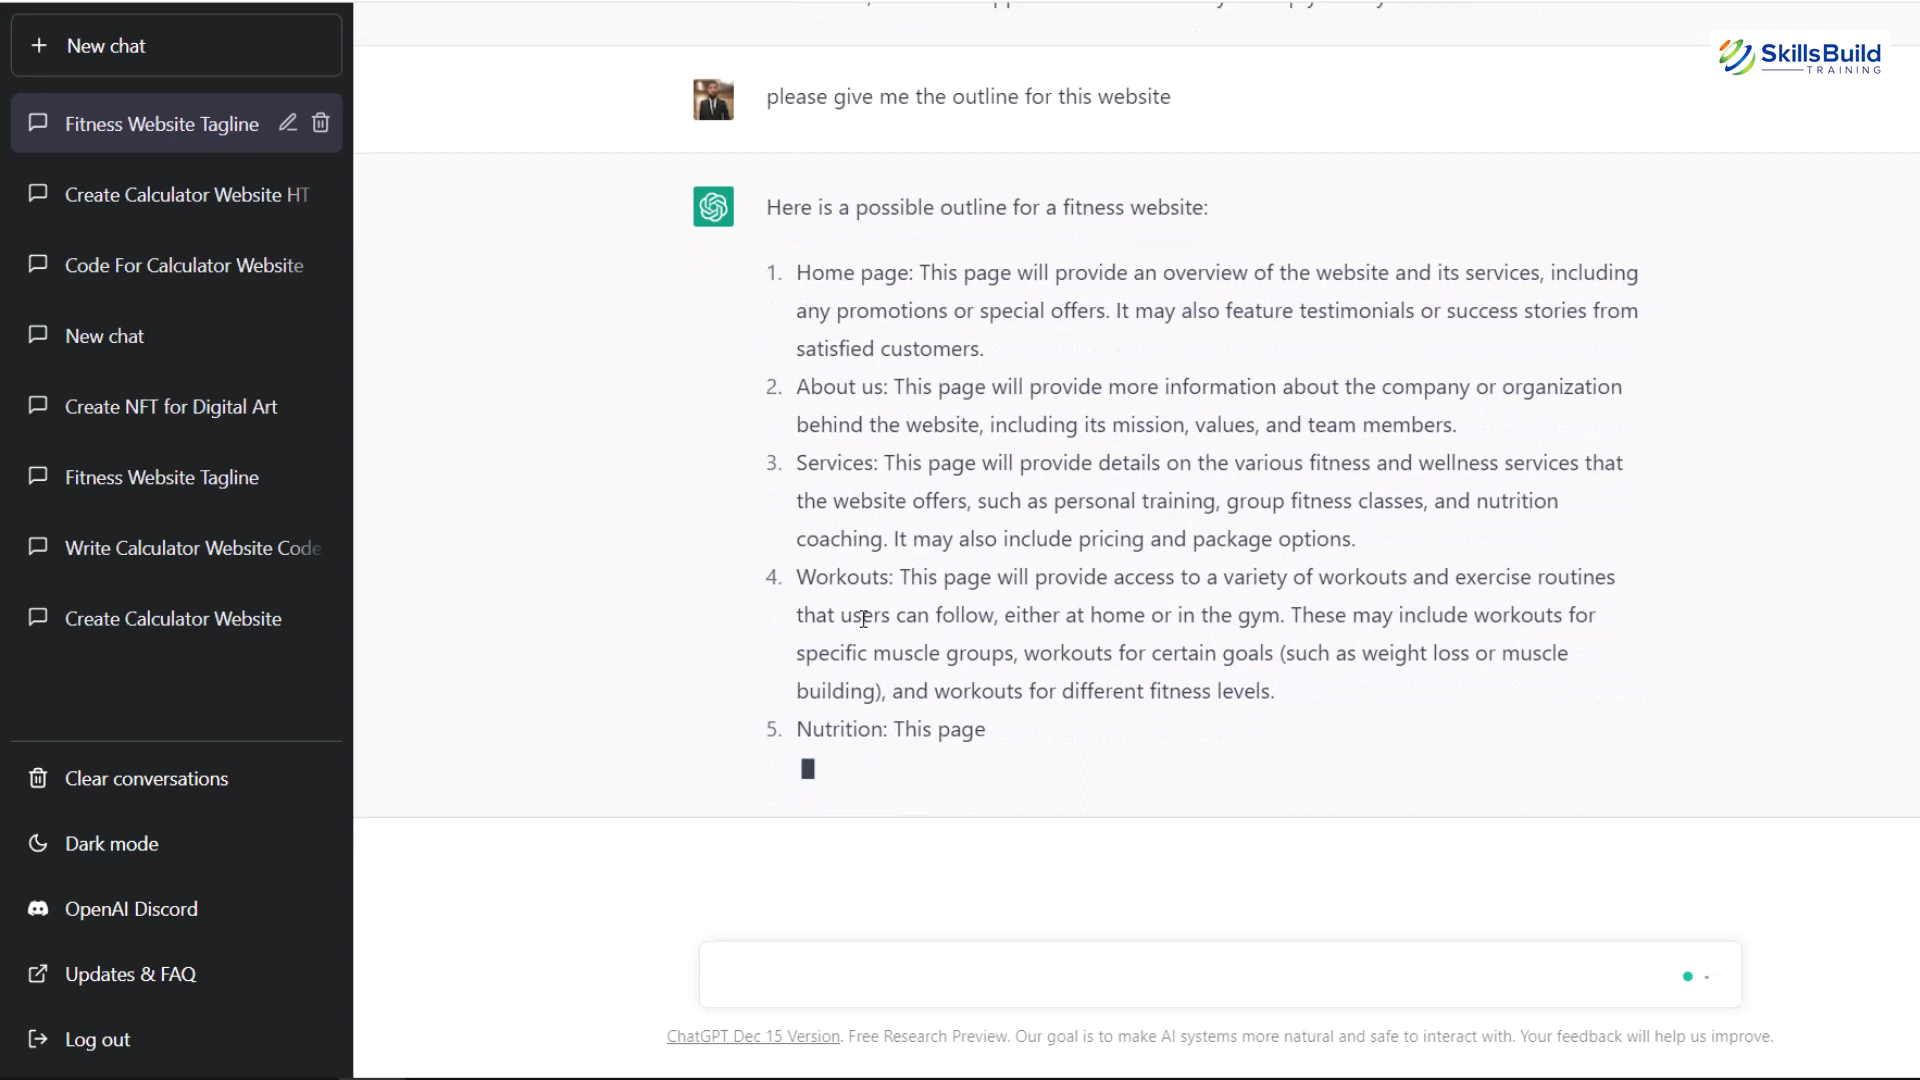 New chat
Fitness Website Tagline
Create Calculator Website HT
Code For Calculator Website
New chat
Create NFT for Digital Art
Fitness Website Tagline
Write Calculator Website Code
Create Calculator Website
Clear conversations
Dark mode
OpenAI Discord
Updates & FAQ
Log out
SkillsBuild
TRAINING
please give me the outline for this website
Here is a possible outline for a fitness website:
1. Home page: This page will provide an overview of the website and its services, including
any promotions or special offers. It may also feature testimonials or success stories from
satisfied customers.
2. About us: This page will provide more information about the company or organization
behind the website, including its mission, values, and team members.
3. Services: This page will provide details on the various fitness and wellness services that
the website offers, such as personal training, group fitness classes, and nutrition
coaching. It may also include pricing and package options.
4. Workouts: This page will provide access to a variety of workouts and exercise routines
that users can follow, either at home or in the gym. These may include workouts for
specific muscle groups, workouts for certain goals (such as weight loss or muscle
building), and workouts for different fitness levels.
5. Nutrition: This page
ChatGPT Dec 15 Version. Free Research Preview. Our goal is to make AI systems more natural and safe to interact with. Your feedback will help us improve.